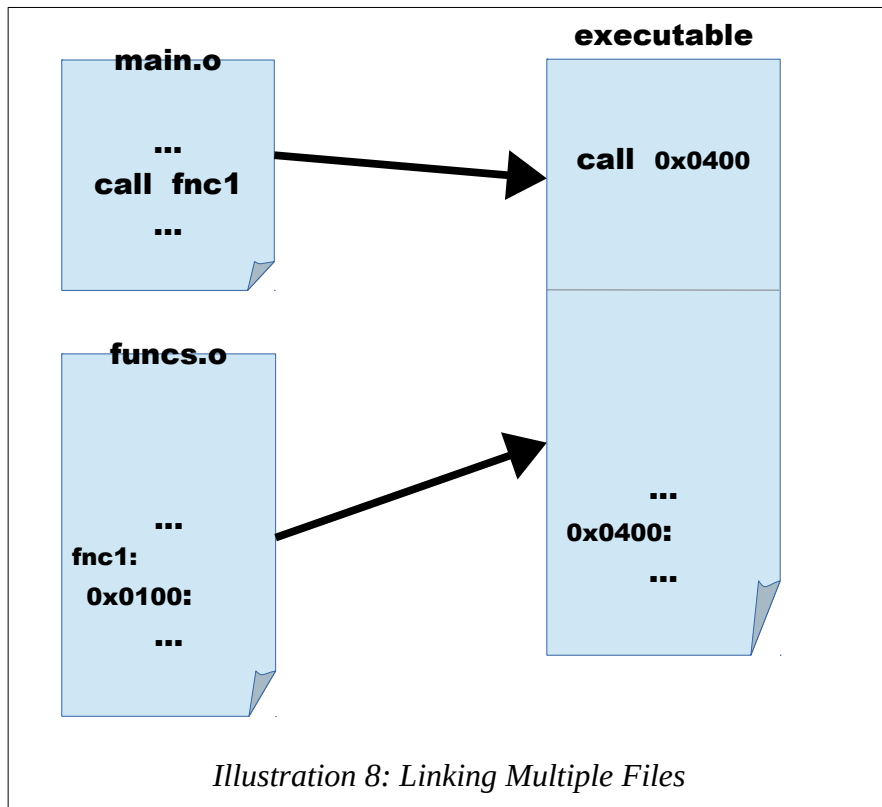 main.o
...
call fnc1
...
funcs.o
...
fnc1:
0x0100:
...
executable
call 0x0400
...
0x0400:
...
Illustration 8: Linking Multiple Files